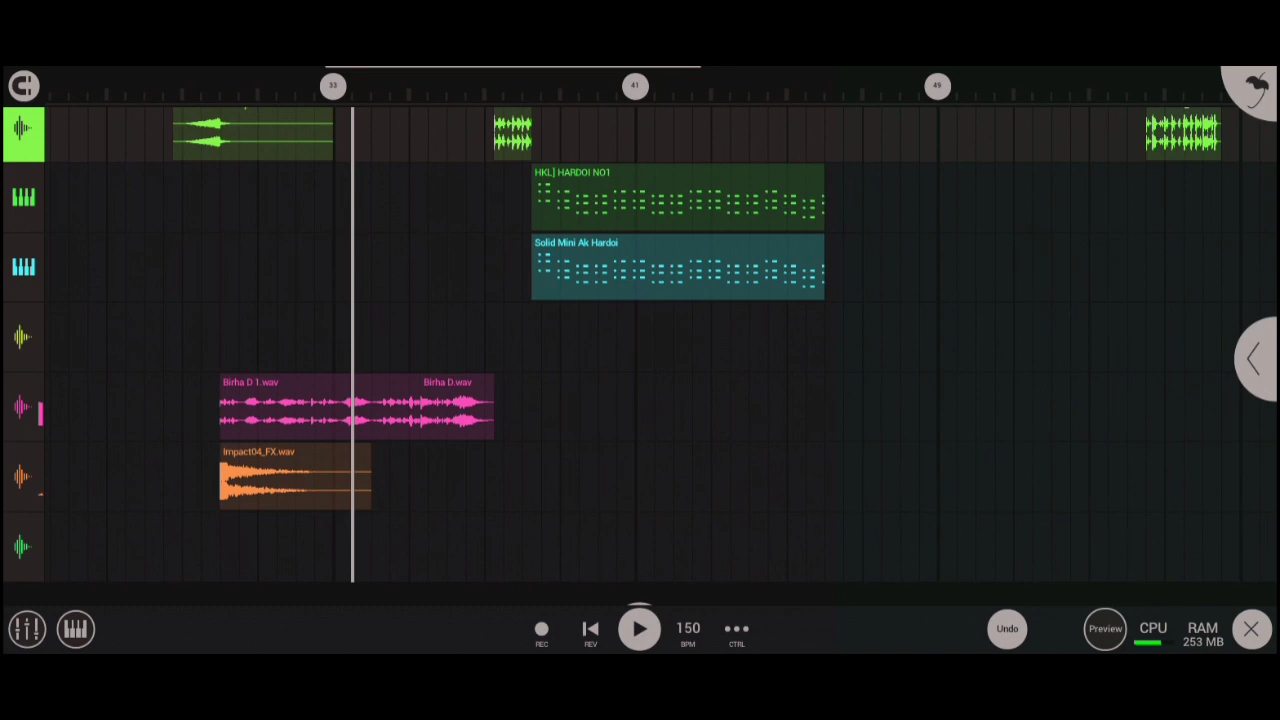 33
41
49
HKL] HARDOI NO1
Solid Mini Ak Hardoi
Birha D 1.wav
Birha D.wav
Impact04_FX.wav
REC
REV
150
BPM
CTRL
Undo
Preview
CPU
RAM
253 MB